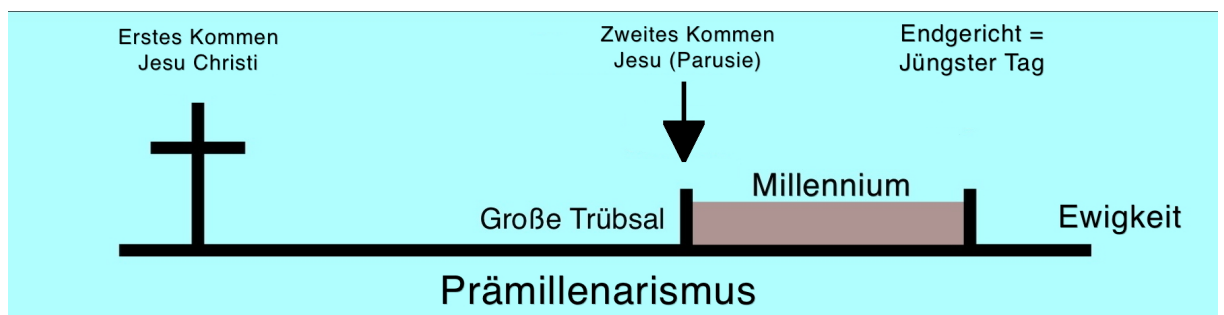 Erstes Kommen
Jesu Christi
Zweites Kommen
Jesu (Parusie)
Endgericht =
Jüngster Tag
Millennium
Große Trübsal
Ewigkeit
Prämillenarismus